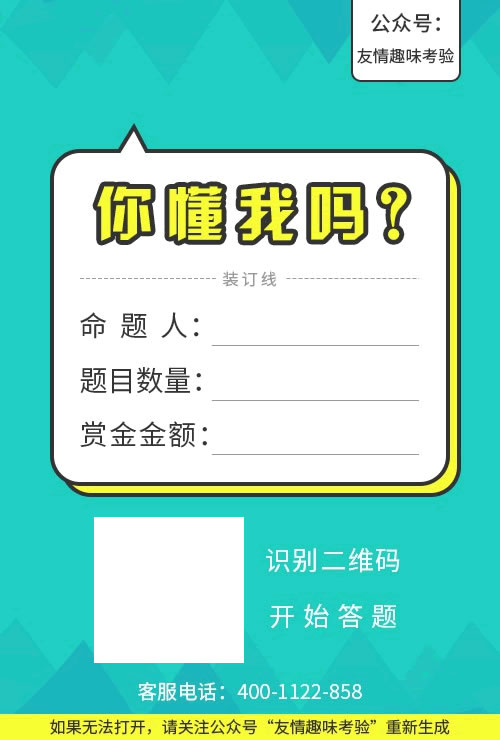 公众号：
友情趣味考验
你懂我吗？
装订线
命题人：
题目数量：
赏金金额：
识别二维码
开始答题
客服电话：400-1122-858
如果无法打开，请关注公众号“友情趣味考验”重新生成